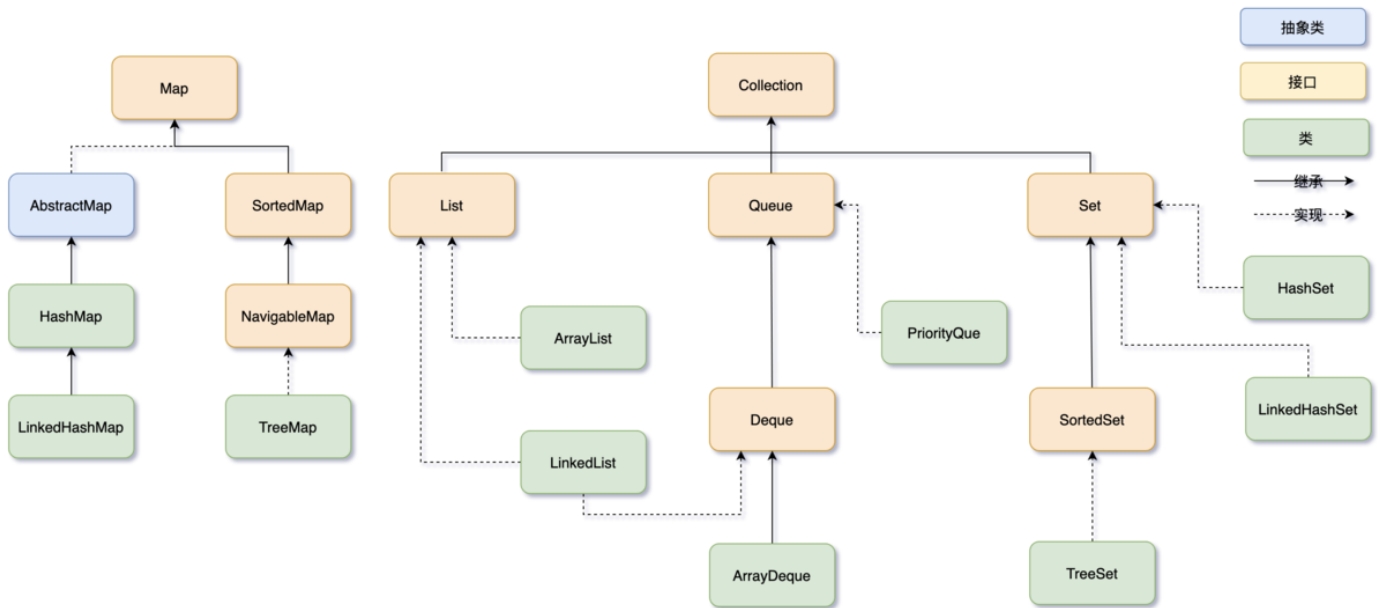 抽象类
Map
Collection
接口
类
AbstractMap
SortedMap
List
Queue
Set
继承
实现
HashMap
NavigableMap
HashSet
ArrayList
PriorityQue
LinkedHashMap
TreeMap
Deque
SortedSet
LinkedHashSet
LinkedList
ArrayDeque
TreeSet